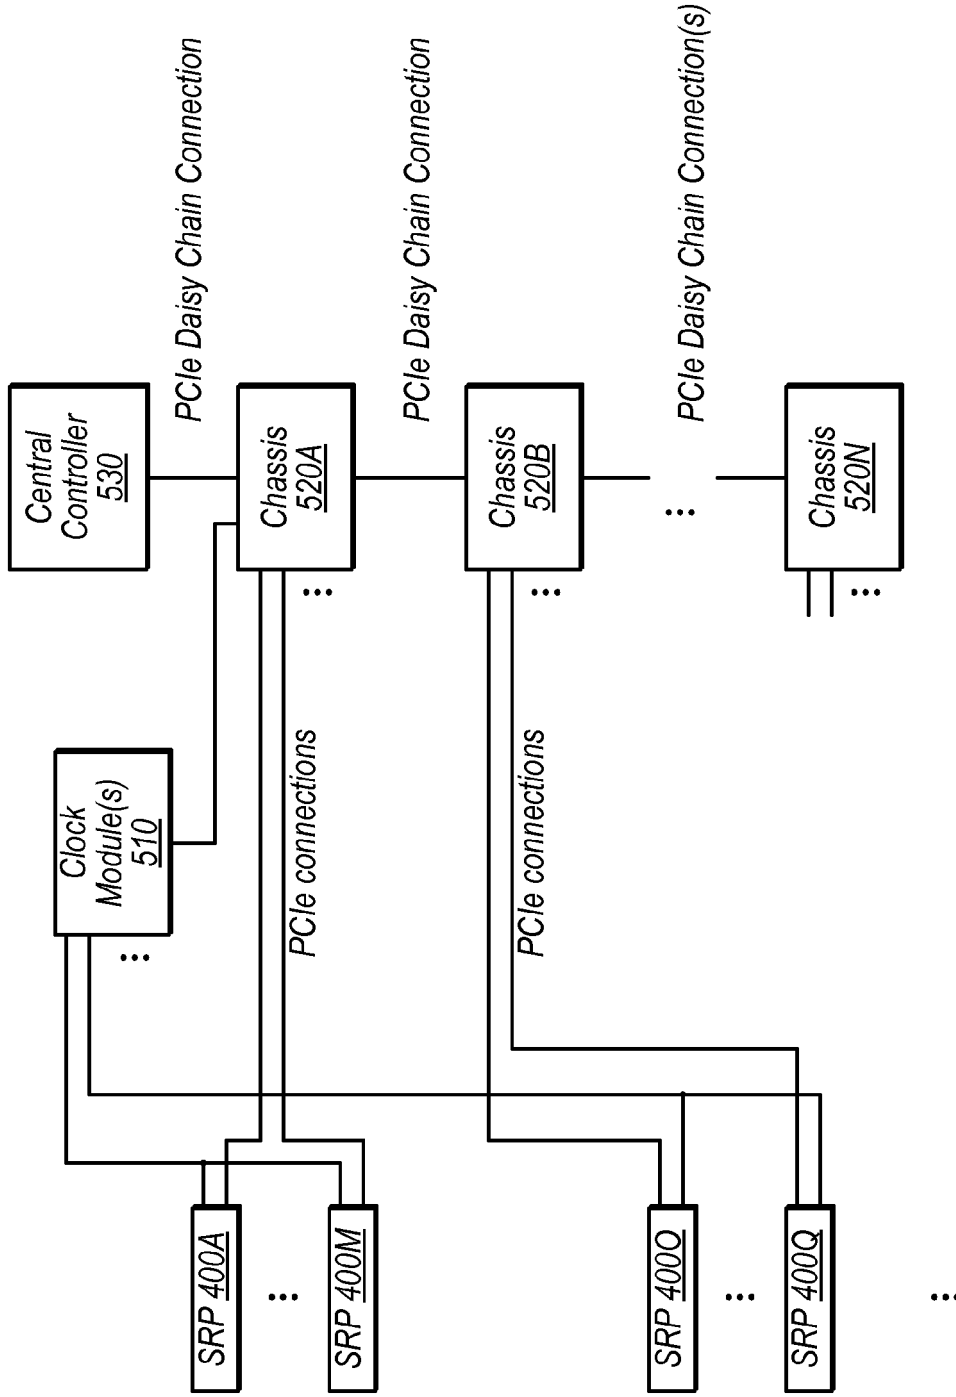 Central
Controller
530
Clock
Module(s)
510
PCIe Daisy Chain Connection
SRP 400A
...
Chassis
520A
...
PCIe connections
SRP 400M
PCIe Daisy Chain Connection
Chassis
520B
...
PCIe connections
SRP 400O
...
...
PCIe Daisy Chain Connection(s)
SRP 400Q
Chassis
520N
...
...